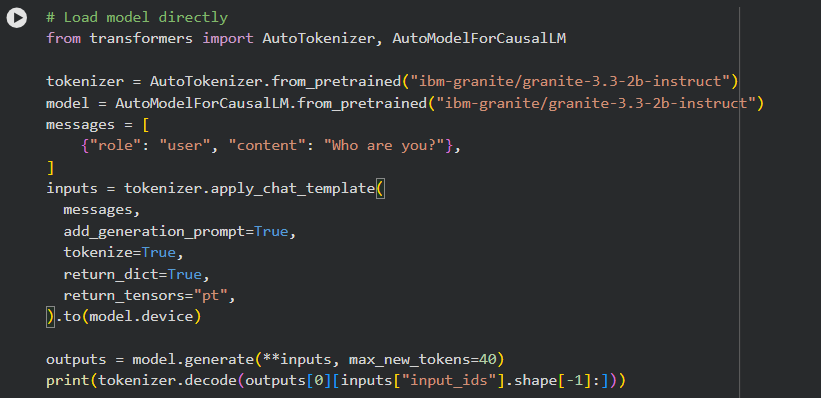 # Load model directly
from transformers import AutoTokenizer, AutoModelForCausalLM

tokenizer = AutoTokenizer.from_pretrained("ibm-granite/granite-3.3-2b-instruct")
model = AutoModelForCausalLM.from_pretrained("ibm-granite/granite-3.3-2b-instruct")
messages = [
    {"role": "user", "content": "Who are you?"},
]
inputs = tokenizer.apply_chat_template(
  messages,
  add_generation_prompt=True,
  tokenize=True,
  return_dict=True,
  return_tensors="pt",
).to(model.device)

outputs = model.generate(**inputs, max_new_tokens=40)
print(tokenizer.decode(outputs[0][inputs["input_ids"].shape[-1]:]))